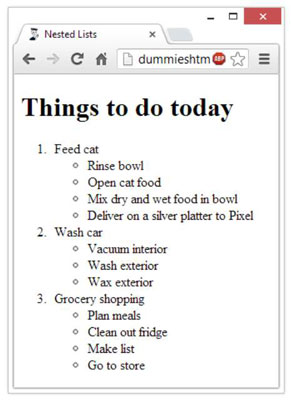 Nested Lists
dummieshtm
ABP
Things to do today
1. Feed cat
Rinse bowl
Open cat food
Mix dry and wet food in bowl
Deliver on a silver platter to Pixel
2. Wash car
Vacuum interior
Wash exterior
Wax exterior
3. Grocery shopping
Plan meals
Clean out fridge
Make list
Go to store